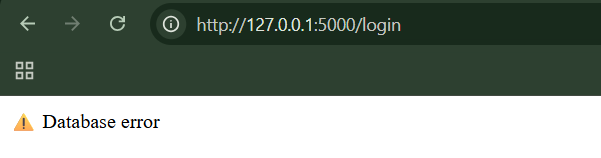 http://127.0.0.1:5000/login
⚠️ Database error